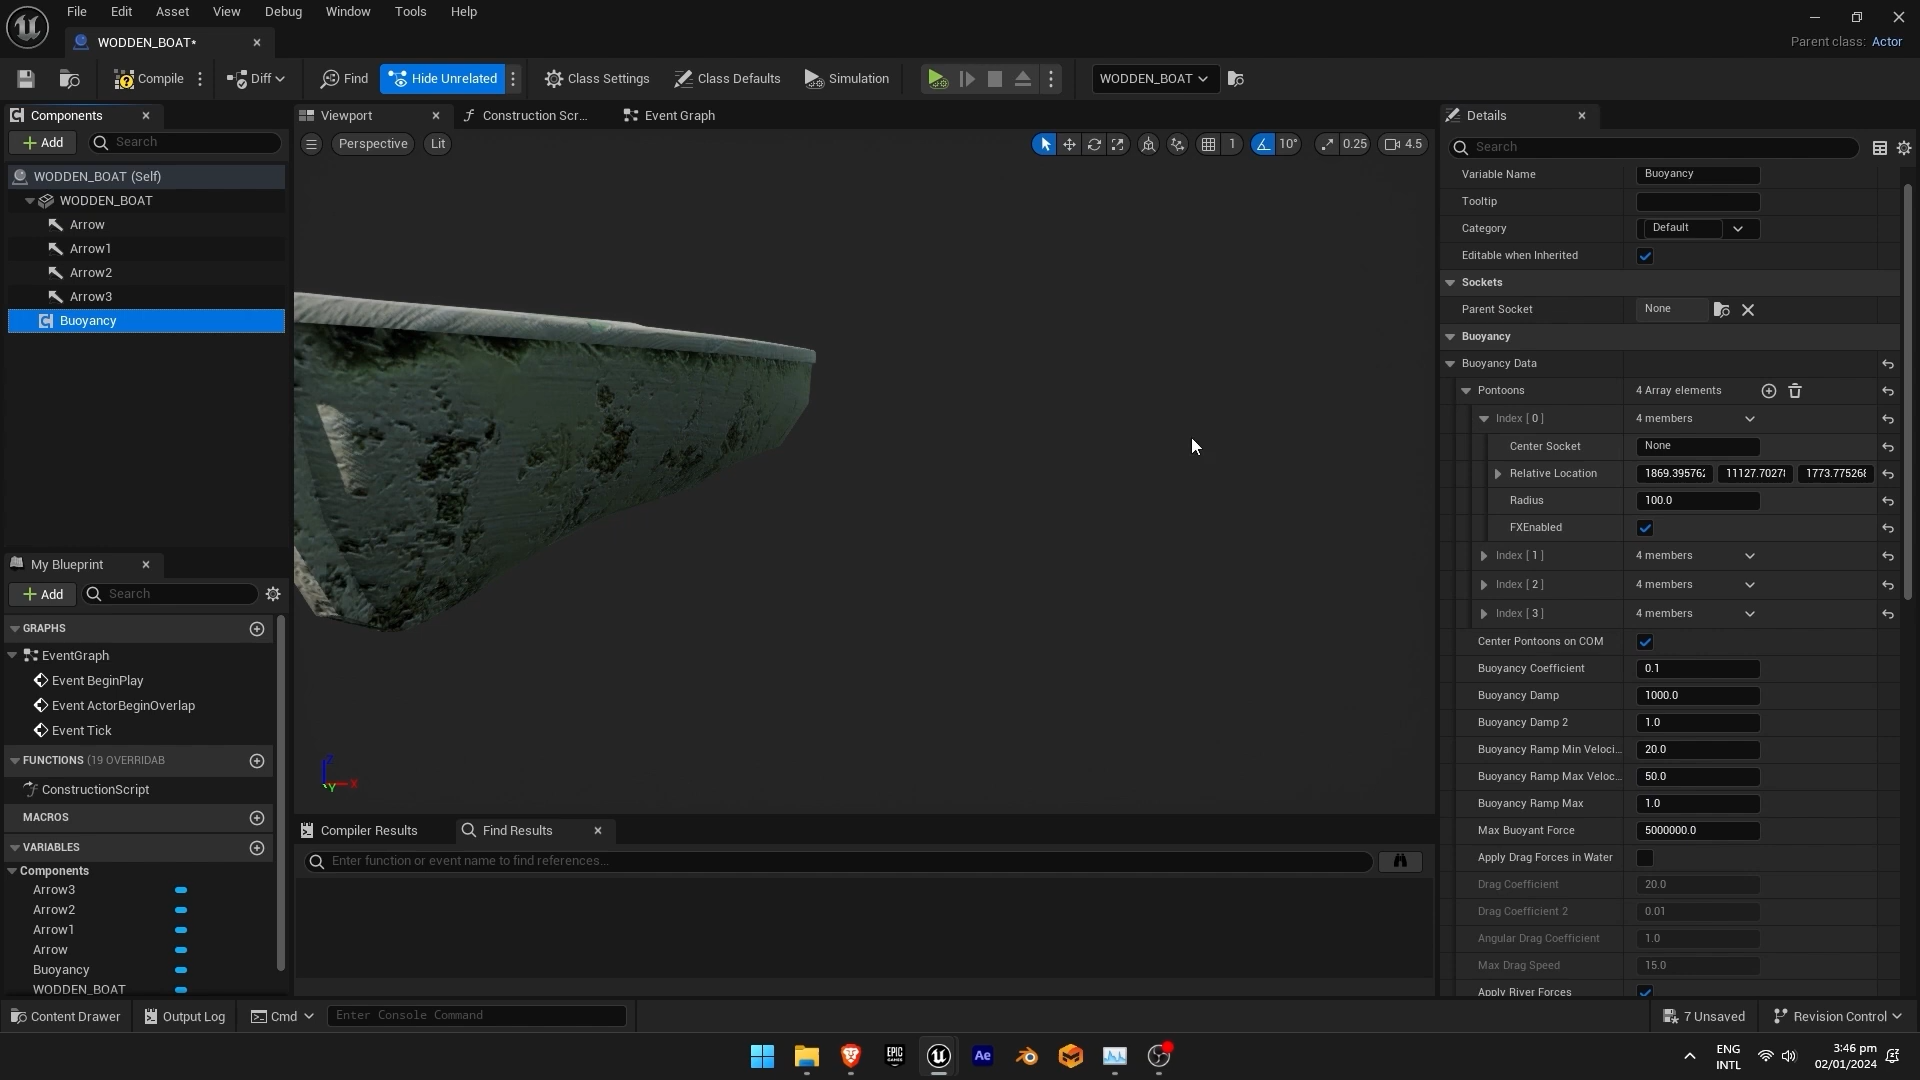 File Edit Asset View Debug Window Tools Help
WODDEN_BOAT*
Parent class: Actor
Compile Diff Find Hide Unrelated Class Settings Class Defaults Simulation WODDEN_BOAT
Components
Add Search
WODDEN_BOAT (Self)
WODDEN_BOAT
Arrow
Arrow1
Arrow2
Arrow3
Buoyancy
My Blueprint
Add Search
GRAPHS
EventGraph
Event BeginPlay
Event ActorBeginOverlap
Event Tick
FUNCTIONS (19 OVERRIDAB
ConstructionScript
MACROS
VARIABLES
Components
Arrow3
Arrow2
Arrow1
Arrow
Buoyancy
WODDEN_BOAT
Viewport Construction Scr... Event Graph
Perspective Lit 1 10° 0.25 4.5
Z
X
Y
Compiler Results Find Results
Enter function or event name to find references...
Details
Search
Variable Name Buoyancy
Tooltip
Category Default
Editable when Inherited
Sockets
Parent Socket None
Buoyancy
Buoyancy Data
Pontoons 4 Array elements
Index [ 0 ] 4 members
Center Socket None
Relative Location 1869.395762 11127.70278 1773.775268
Radius 100.0
FXEnabled
Index [ 1 ] 4 members
Index [ 2 ] 4 members
Index [ 3 ] 4 members
Center Pontoons on COM
Buoyancy Coefficient 0.1
Buoyancy Damp 1000.0
Buoyancy Damp 2 1.0
Buoyancy Ramp Min Veloci... 20.0
Buoyancy Ramp Max Veloc... 50.0
Buoyancy Ramp Max 1.0
Max Buoyant Force 5000000.0
Apply Drag Forces in Water
Drag Coefficient 20.0
Drag Coefficient 2 0.01
Angular Drag Coefficient 1.0
Max Drag Speed 15.0
Apply River Forces
Content Drawer Output Log Cmd Enter Console Command 7 Unsaved Revision Control
EPIC GAMES Ae
ENG
INTL
3:46 pm
02/01/2024